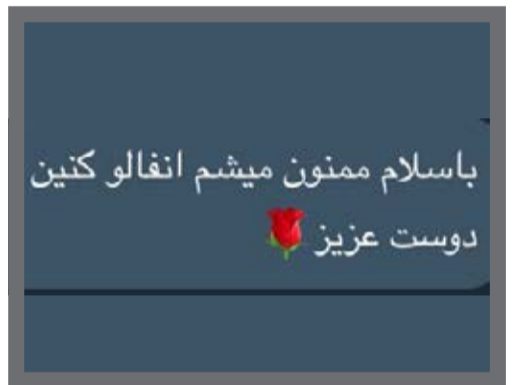 باسلام ممنون میشم انفالو کنین
دوست عزیز 🌹